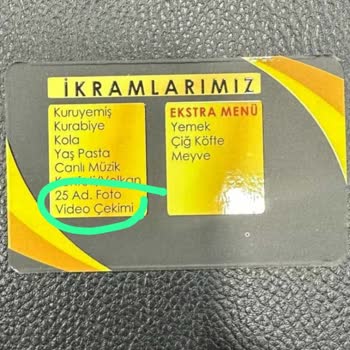 İKRAMLARIMIZ
Kuruyemiş
Kurabiye
Kola
Yaş Pasta
Canlı Müzik
25 Ad. Foto
Video Çekimi
EKSTRA MENÜ
Yemek
Çiğ Köfte
Meyve